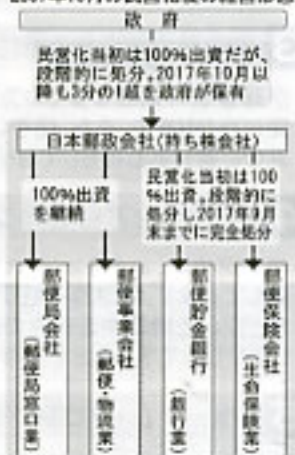 政府
民営化当初は100%出資だが、
段階的に処分。2017年10月以
降も3分の1超を政府が保有
日本郵政会社(持ち株会社)
100%出資
を継続
民営化当初は100
%出資。段階的に
処分し2017年9月
末までに完全処分
郵便局会社
(郵便局窓口業)
郵便事業会社
(郵便・物流業)
郵便貯金銀行
(銀行業)
郵便保険会社
(生命保険業)